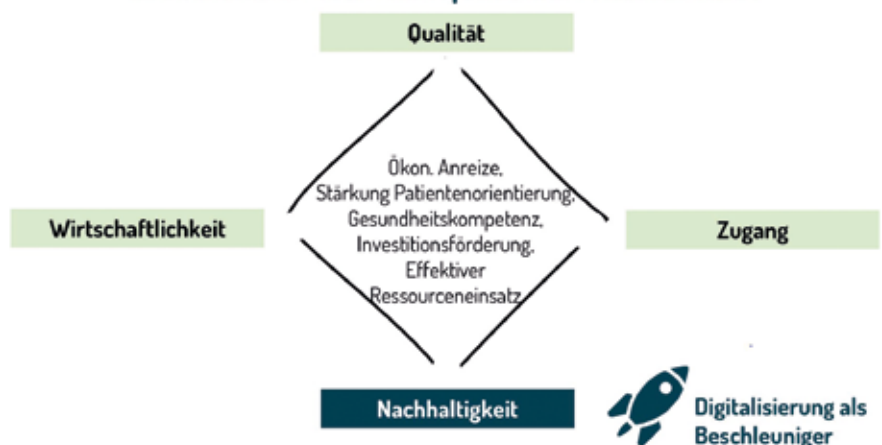 Qualität
Ökon. Anreize,
Stärkung Patientenorientierung,
Gesundheitskompetenz,
Investitionsförderung,
Effektiver
Ressourceneinsatz
Wirtschaftlichkeit
Zugang
Nachhaltigkeit
Digitalisierung als
Beschleuniger